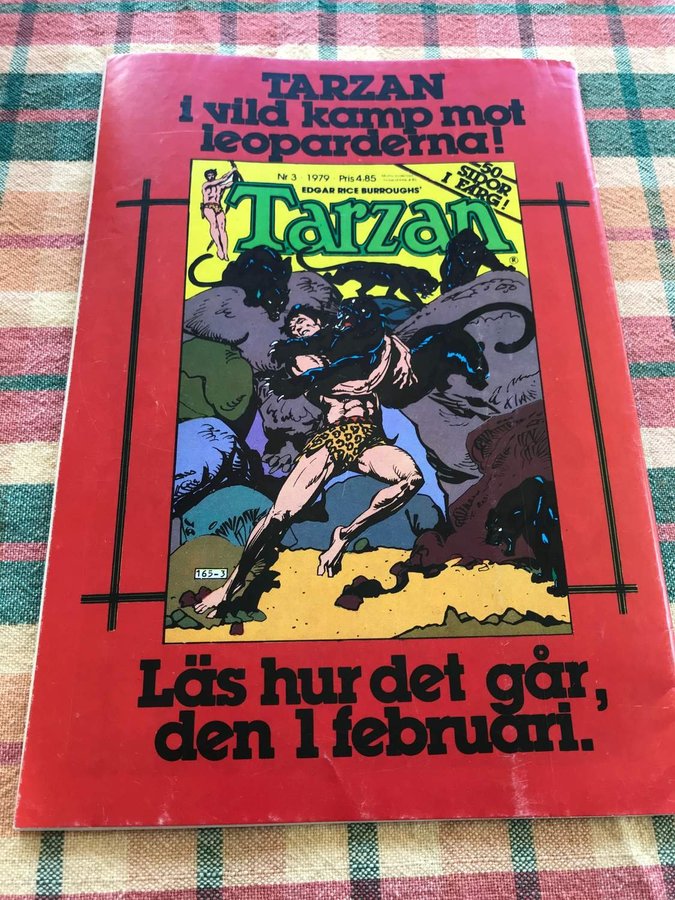 TARZAN
i vild kamp mot
leoparderna!
Nr 3 1979 Pris 4.85
50
SIDOR
I FÄRG!
EDGAR RICE BURROUGHS'
Tarzan
R
165-3
Läs hur det går,
den 1 februari.